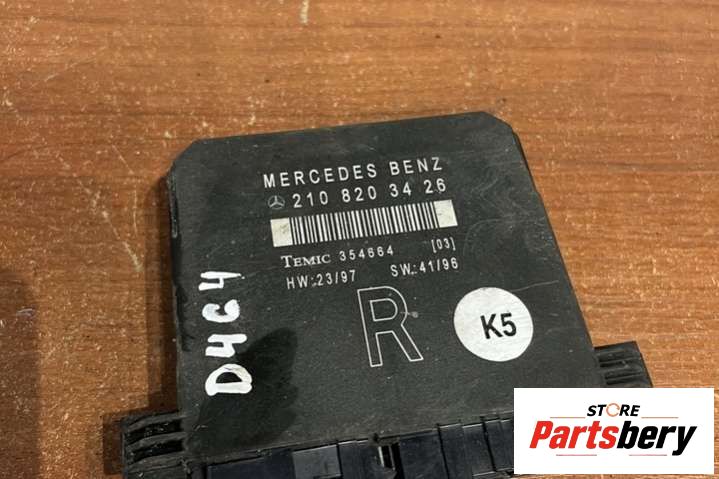 MERCEDES BENZ
210 820 34 26
TEMIC 354664 [03]
HW:23/97 SW.:41/96
R
K5
D464
STORE
Partsbery